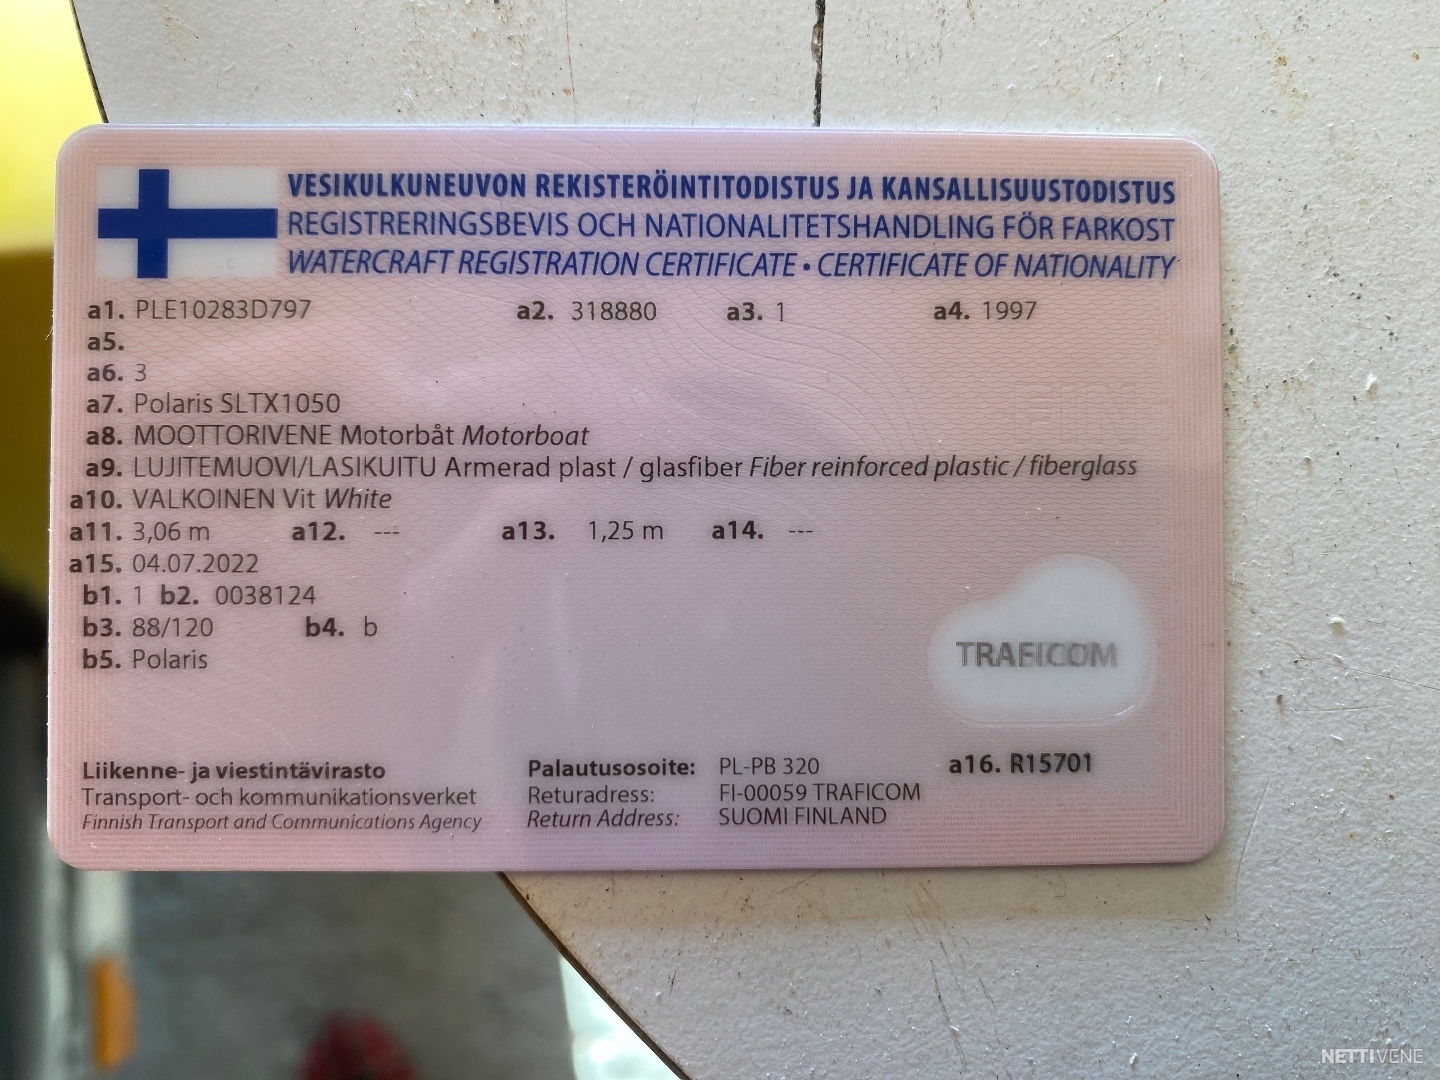 VESIKULKUNEUVON REKISTERÖINTITODISTUS JA KANSALLISUUSTODISTUS
REGISTRERINGSBEVIS OCH NATIONALITETSHANDLING FÖR FARKOST
WATERCRAFT REGISTRATION CERTIFICATE • CERTIFICATE OF NATIONALITY
a1. PLE10283D797 a2. 318880 a3. 1 a4. 1997
a5.
a6. 3
a7. Polaris SLTX1050
a8. MOOTTORIVENE Motorbåt Motorboat
a9. LUJITEMUOVI/LASIKUITU Armerad plast / glasfiber Fiber reinforced plastic / fiberglass
a10. VALKOINEN Vit White
a11. 3,06 m a12. --- a13. 1,25 m a14. ---
a15. 04.07.2022
b1. 1 b2. 0038124
b3. 88/120 b4. b
b5. Polaris
TRAFICOM
Liikenne- ja viestintävirasto
Transport- och kommunikationsverket
Finnish Transport and Communications Agency
Palautusosoite: PL-PB 320
Returadress: FI-00059 TRAFICOM
Return Address: SUOMI FINLAND
a16. R15701
NETTIVENE